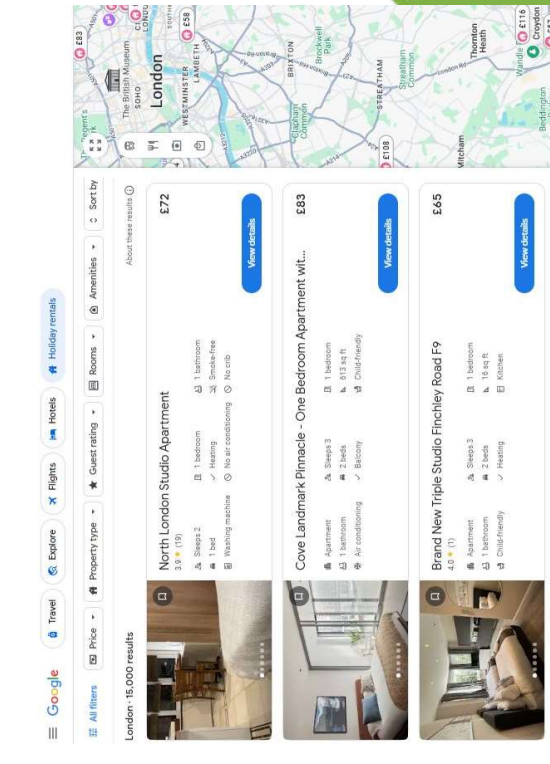 Google
Travel
Explore
Flights
Hotels
Holiday rentals
All filters
Price
Property type
Guest rating
Rooms
Amenities
Sort by
London · 15,000 results
About these results
North London Studio Apartment
£72
3.9 ★ (19)
Sleeps 2
1 bedroom
1 bathroom
1 bed
Heating
Smoke-free
Washing machine
No air conditioning
No crib
View details
Cove Landmark Pinnacle - One Bedroom Apartment wit...
£83
Apartment
Sleeps 3
1 bedroom
1 bathroom
2 beds
613 sq ft
Air conditioning
Balcony
Child-friendly
View details
Brand New Triple Studio Finchley Road F9
£65
4.0 ★ (1)
Apartment
Sleeps 3
1 bedroom
1 bathroom
2 beds
16 sq ft
Child-friendly
Heating
Kitchen
View details
£83
The British Museum
SOHO
London
WESTMINSTER
LAMBETH
£58
BRIXTON
Brockwell
Park
Clapham
Common
STREATHAM
Streatham
Common
£108
Mitcham
Thornton
Heath
London Rd
£116
Croydon
Beddington